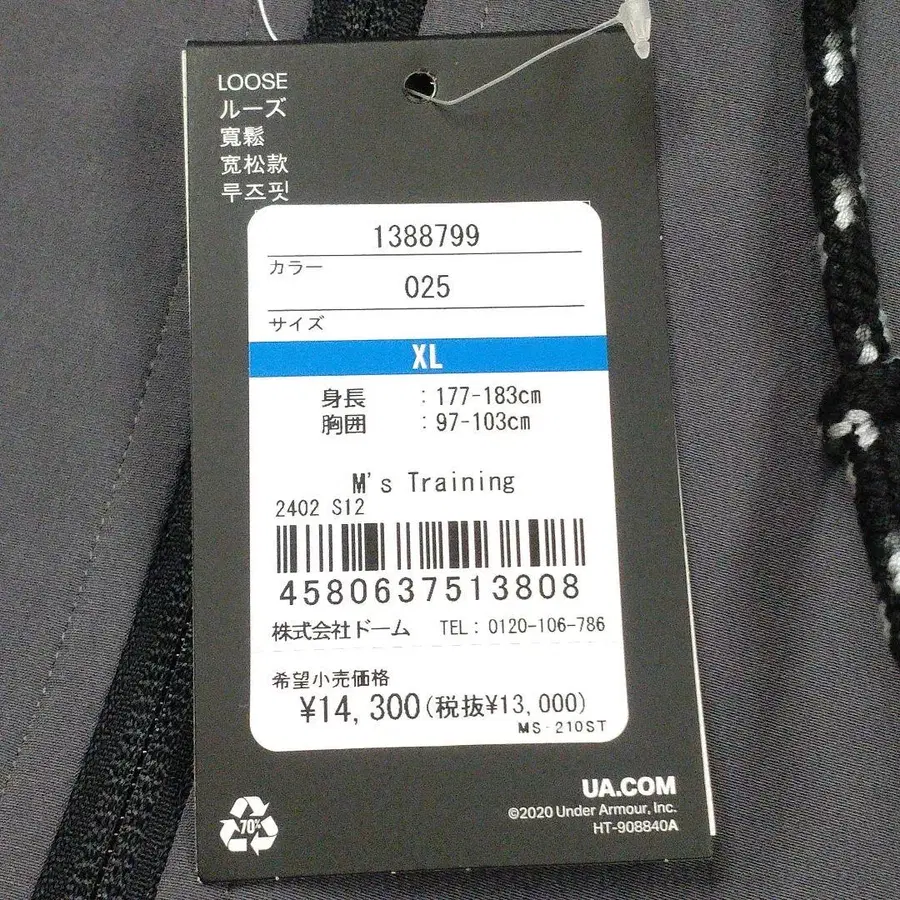 LOOSE
ルーズ
寬鬆
宽松款
루즈핏
1388799
カラー
025
サイズ
XL
身長 : 177-183cm
胸囲 : 97-103cm
M's Training
2402 S12
4580637513808
株式会社ドーム TEL: 0120-106-786
希望小売価格
¥14,300(税抜¥13,000)
MS-210ST
UA.COM
©2020 Under Armour, Inc.
HT-908840A
70%